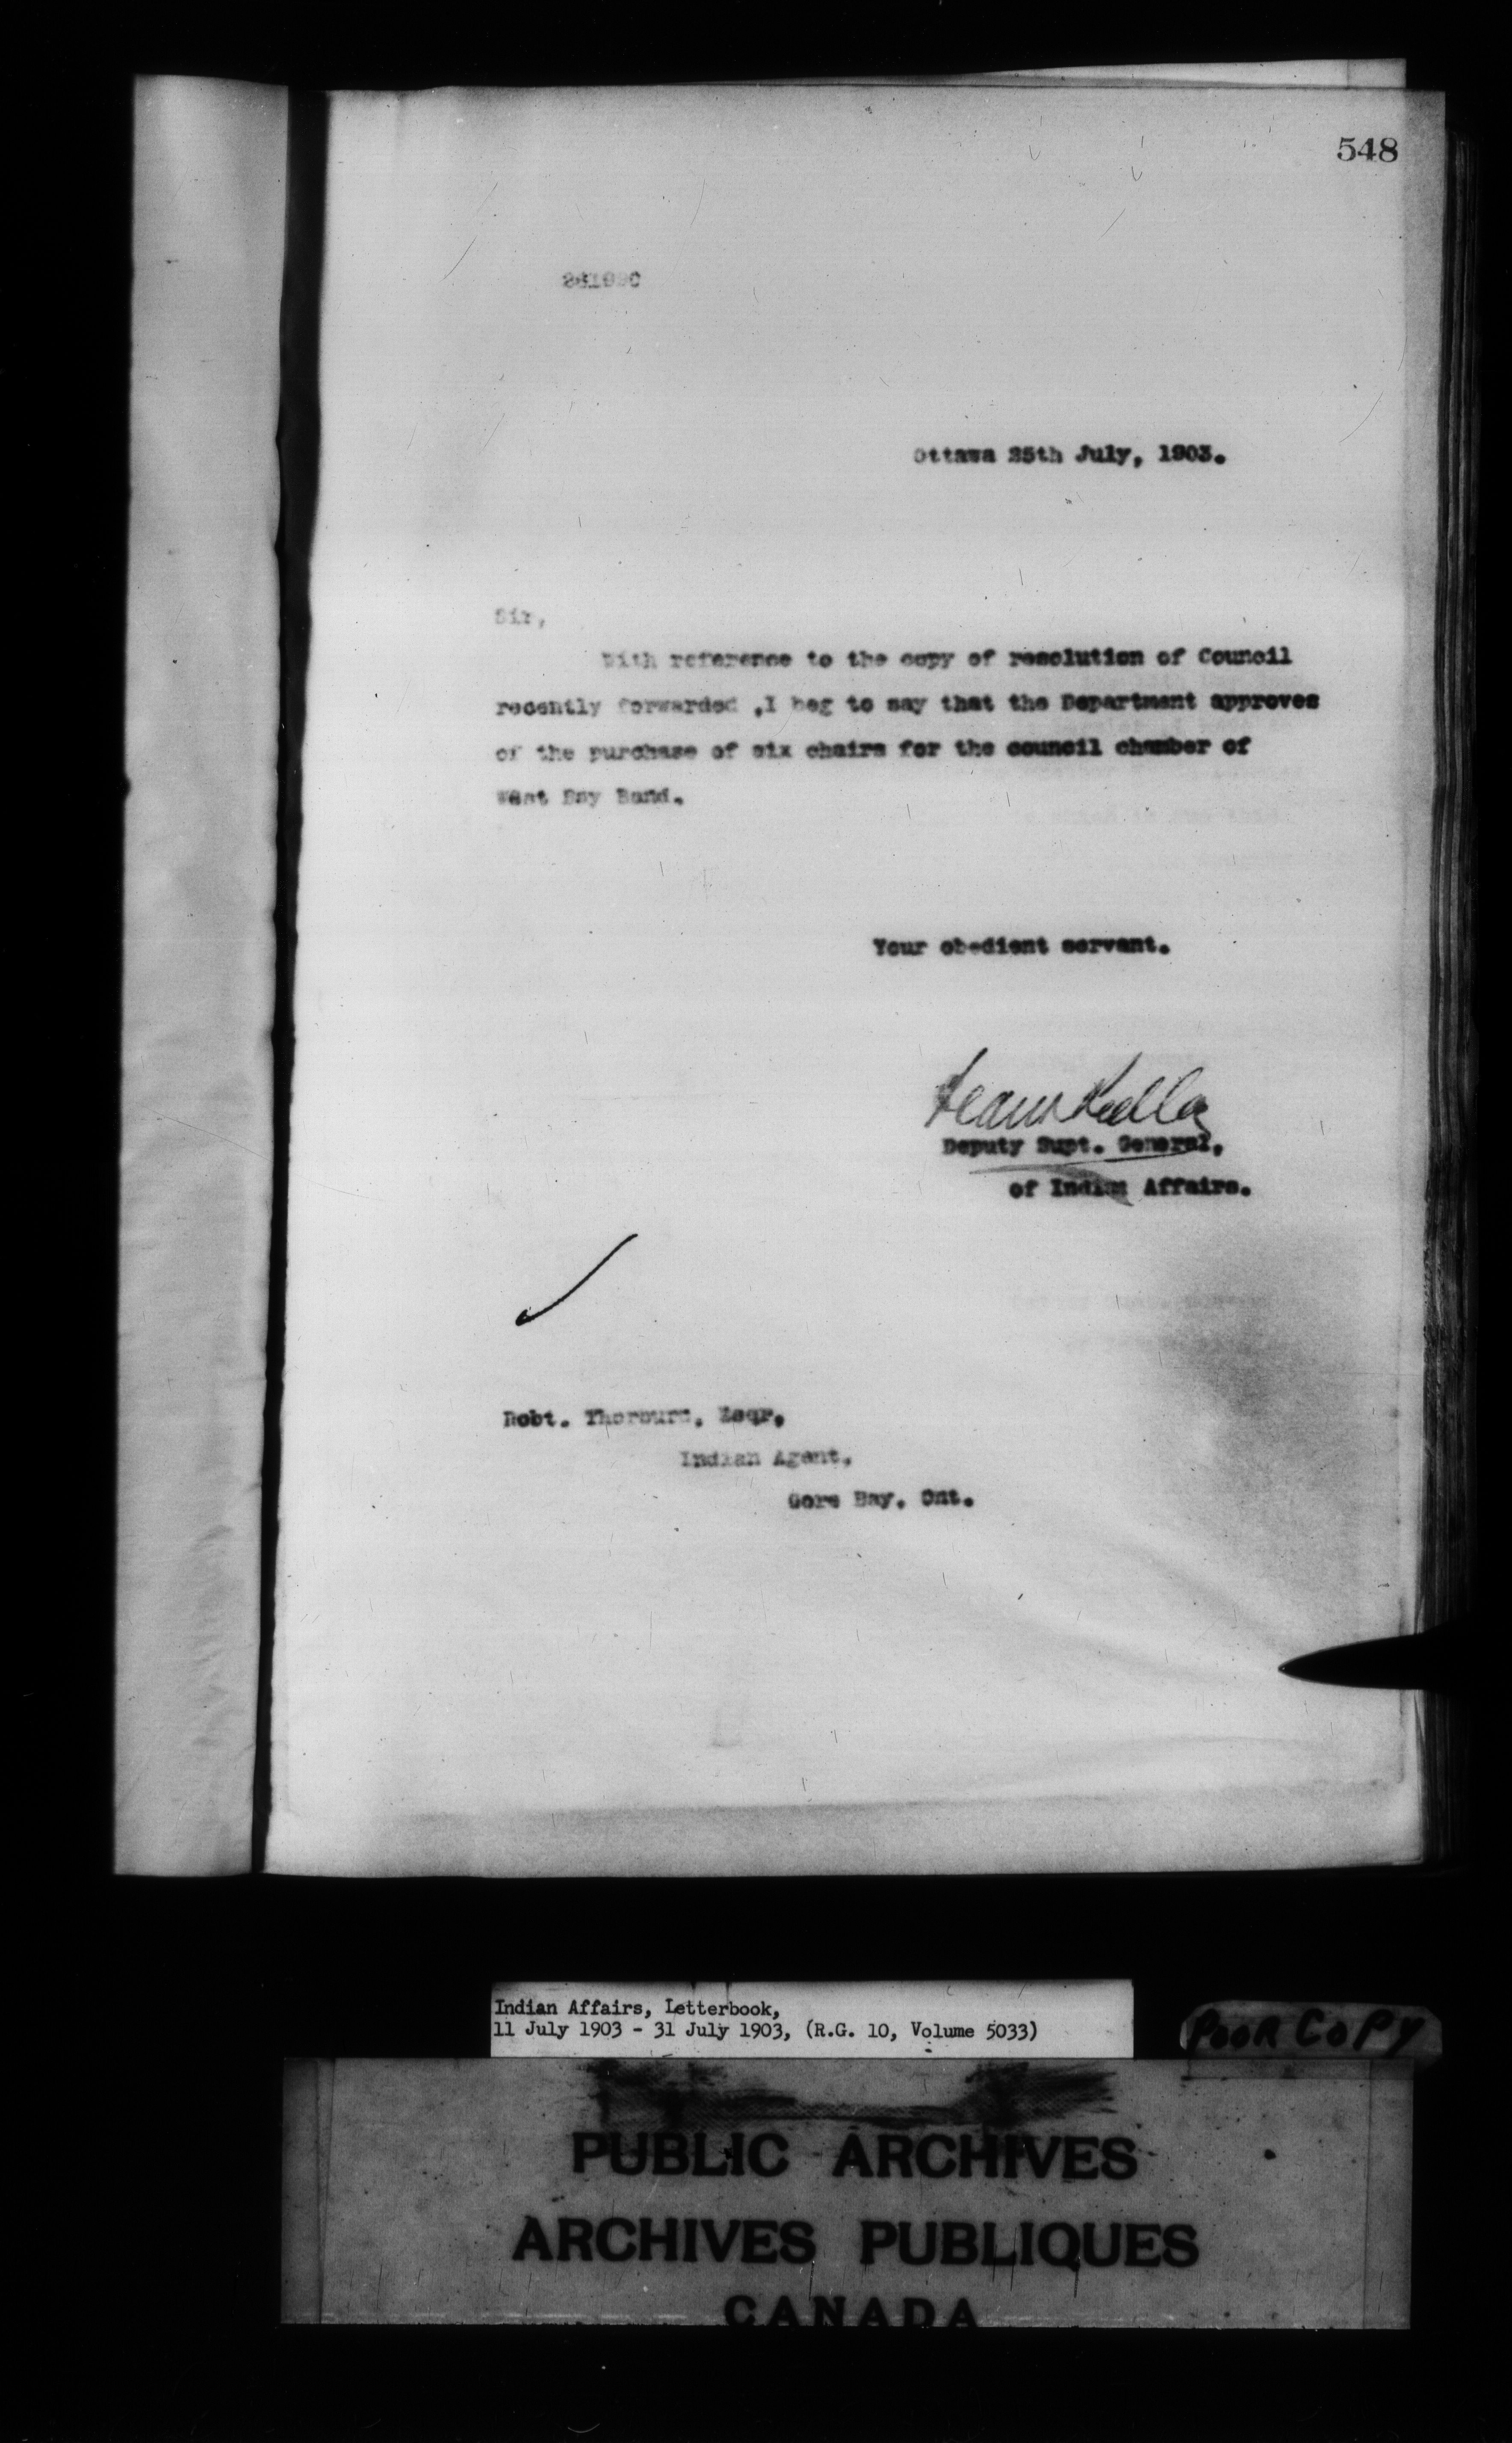 548
Ottawa 25th July, 1903.
Sir,
With reference to the copy of resolution of Council
recently forwarded ,I beg to say that the Department approves
of the purchase of six chairs for the council chamber of
West Bay Band.
Your obedient servant.
Deputy Supt. General,
of Indian Affairs.
Robt. Thorburn, Esqr,
Indian Agent,
Gore Bay. Ont.
Indian Affairs, Letterbook,
11 July 1903 - 31 July 1903, (R.G. 10, Volume 5033)
POOR COPY
PUBLIC ARCHIVES
ARCHIVES PUBLIQUES
CANADA